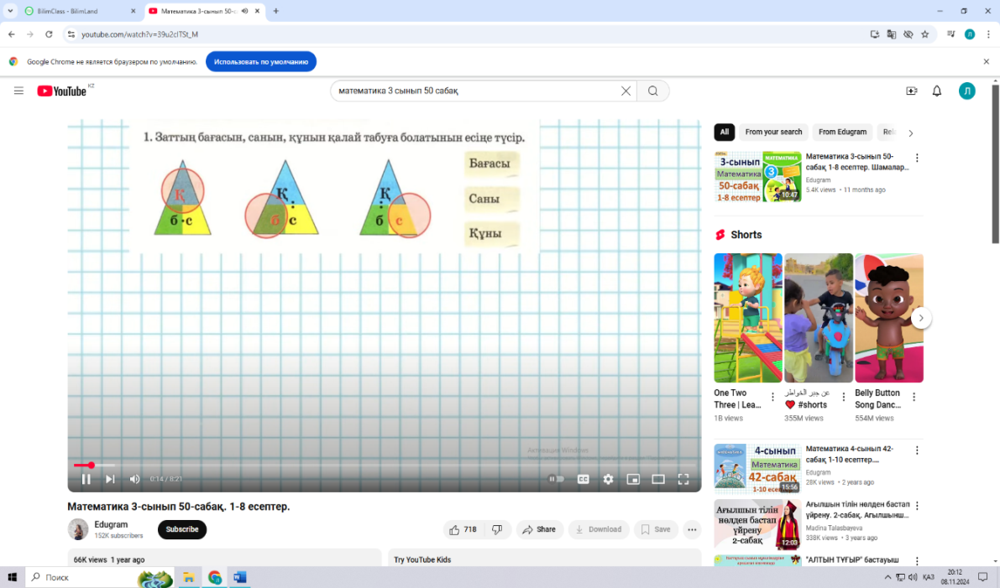 BilimClass - BilimLand
Математика 3-сынып 50-с
youtube.com/watch?v=39u2clTSt_M
Google Chrome не является браузером по умолчанию.
Использовать по умолчанию
YouTube KZ
математика 3 сынып 50 сабақ
Л
1. Заттың бағасын, санын, құнын қалай табуға болатынын есіңе түсір.
Қ
б · с
Қ
б с
Қ
б с
Бағасы
Саны
Құны
Активация Windows
0:14 / 8:21
CC
Математика 3-сынып 50-сабақ. 1-8 есептер.
Edugram
152K subscribers
Subscribe
718
Share
Download
Save
66K views 1 year ago
Try YouTube Kids
All
From your search
From Edugram
Rel
3-сынып
Математика
50-сабақ
1-8 есептер
МАТЕМАТИКА
3
10:47
Математика 3-сынып 50-
сабақ 1-8 есептер. Шамалар...
Edugram
5.4K views • 11 months ago
Shorts
One Two
Three | Lea...
1B views
عن جبر الخواطر
#shorts
355M views
Belly Button
Song Danc...
554M views
МАТЕМАТИКА
4-сынып
Математика
42-сабақ
1-10 есеп
15:56
Математика 4-сынып 42-
сабақ 1-10 есептер....
Edugram
28K views • 2 years ago
Ағылшын тілін
нөлден бастап
үйрену
2-сабақ
12:03
Ағылшын тілін нөлден бастап
үйрену. 2-сабақ. Ағылшынш...
Madina Talasbayeva
338K views • 3 years ago
"АЛТЫН ТҰҒЫР" бастауыш
Поиск
ҚАЗ
20:12
08.11.2024